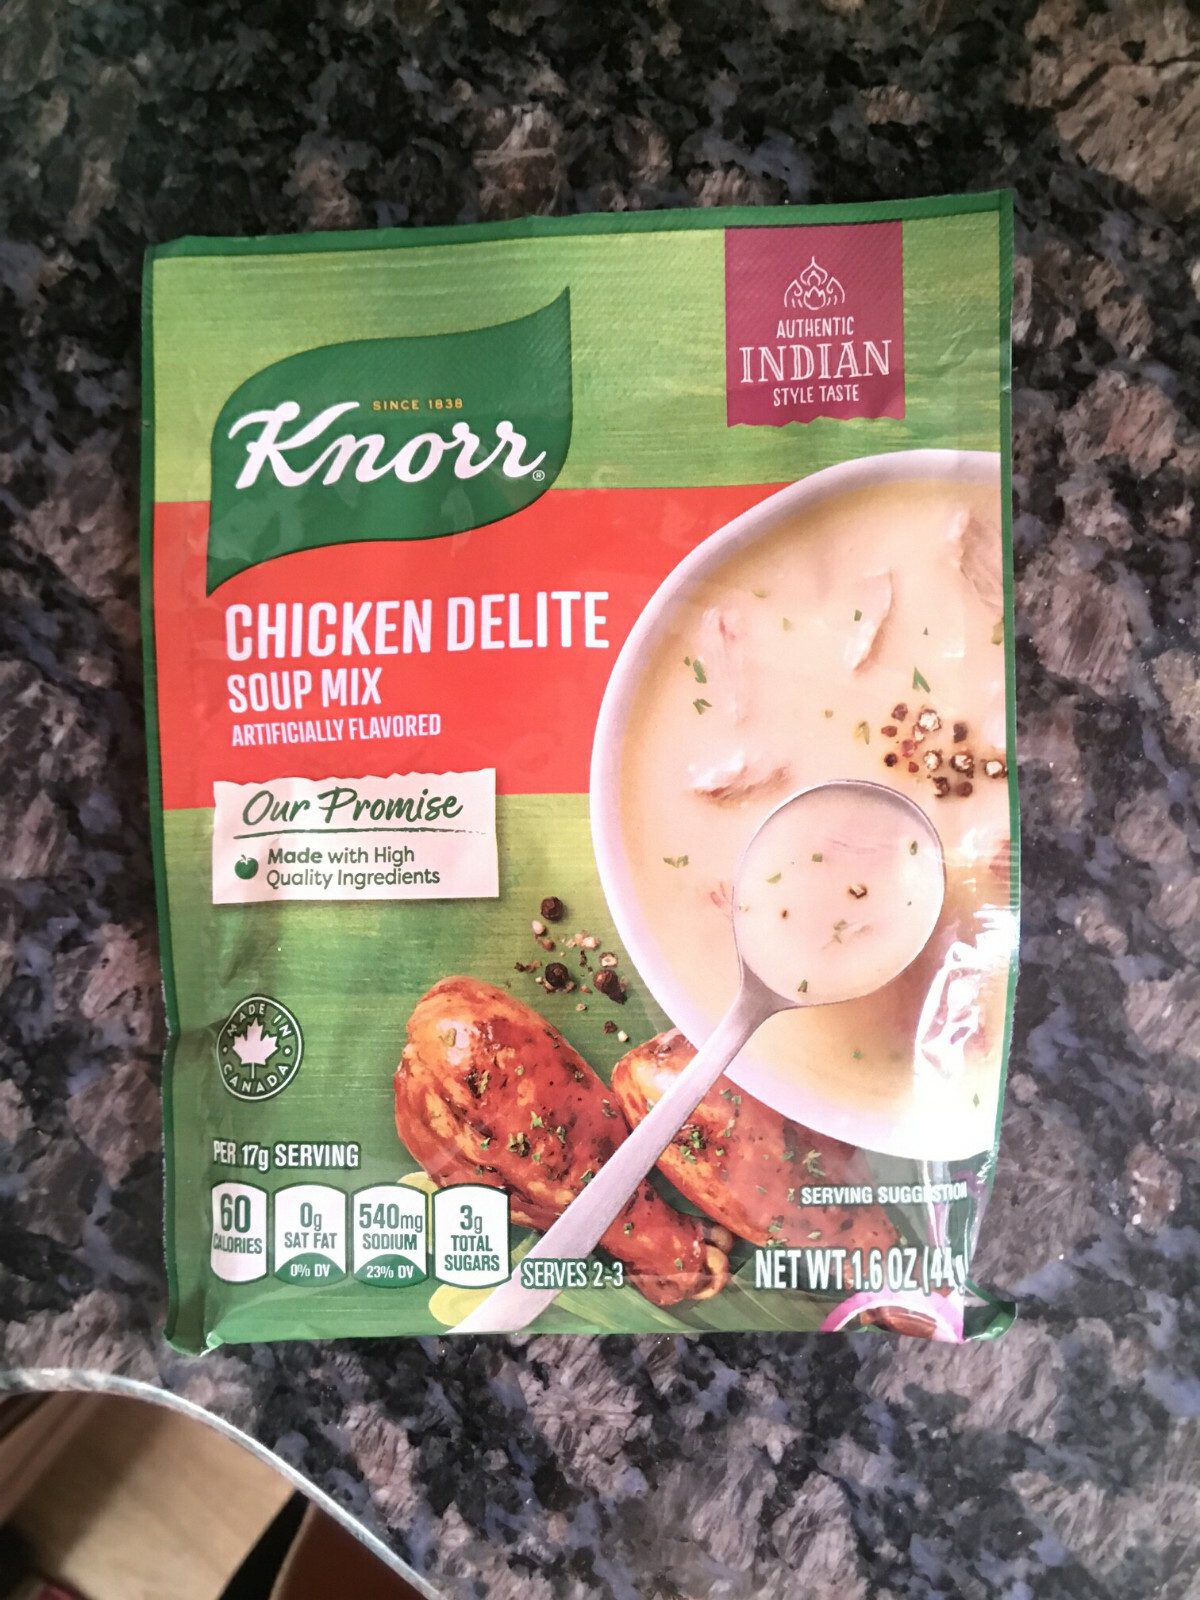 SINCE 1838
Knorr®
AUTHENTIC
INDIAN
STYLE TASTE
CHICKEN DELITE
SOUP MIX
ARTIFICIALLY FLAVORED
Our Promise
Made with High
Quality Ingredients
MADE IN
CANADA
PER 17g SERVING
60
CALORIES
0g
SAT FAT
0% DV
540mg
SODIUM
23% DV
3g
TOTAL
SUGARS
SERVES 2-3
SERVING SUGGESTION
NET WT 1.6 OZ (44g)